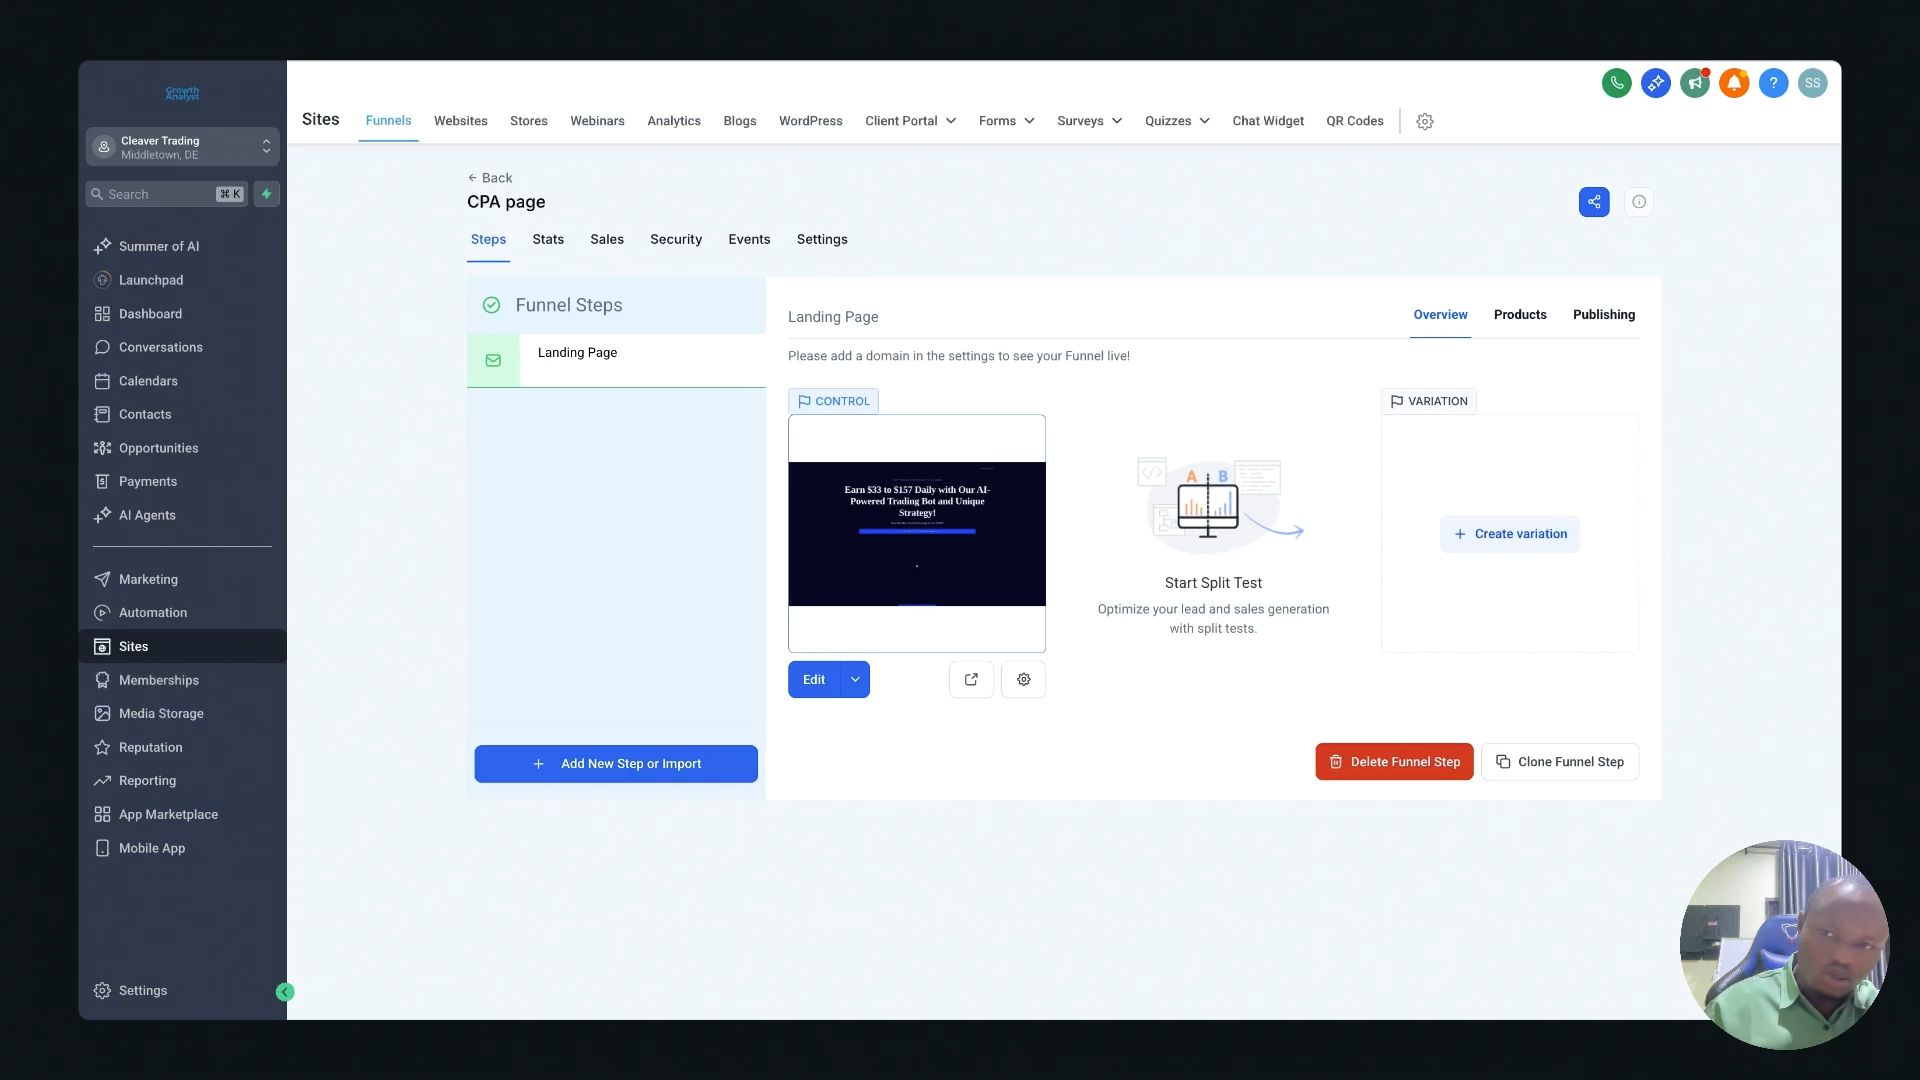 Growth
Analyst
Cleaver Trading
Middletown, DE
Search
⌘ K
Summer of AI
Launchpad
Dashboard
Conversations
Calendars
Contacts
Opportunities
Payments
AI Agents
Marketing
Automation
Sites
Memberships
Media Storage
Reputation
Reporting
App Marketplace
Mobile App
Settings
SS
Sites Funnels Websites Stores Webinars Analytics Blogs WordPress Client Portal Forms Surveys Quizzes Chat Widget QR Codes
← Back
CPA page
Steps Stats Sales Security Events Settings
Funnel Steps
Landing Page
Add New Step or Import
Landing Page
Overview Products Publishing
Please add a domain in the settings to see your Funnel live!
CONTROL
Earn $33 to $157 Daily with Our AI-
Powered Trading Bot and Unique
Strategy!
Edit
A B
Start Split Test
Optimize your lead and sales generation
with split tests.
VARIATION
+ Create variation
Delete Funnel Step
Clone Funnel Step